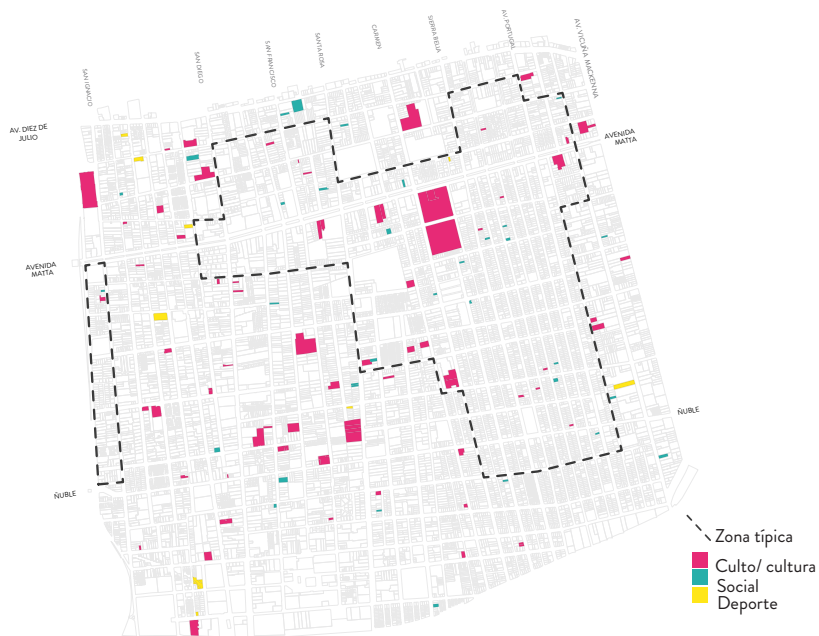 SAN IGNACIO
SAN DIEGO
SAN FRANCISCO
SANTA ROSA
CARMEN
SIERRA BELLA
AV. PORTUGAL
AV. VICUÑA MACKENNA
AV. DIEZ DE
JULIO
AVENIDA
MATTA
AVENIDA
MATTA
ÑUBLE
ÑUBLE
Zona típica
Culto/ cultura
Social
Deporte